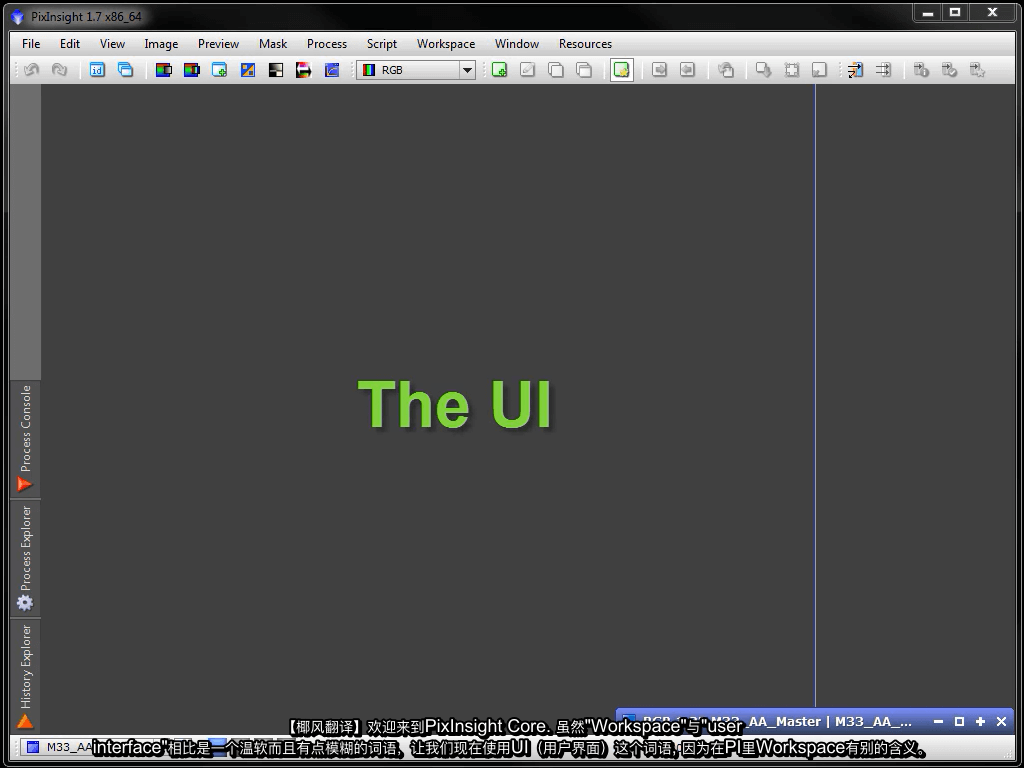 PixInsight 1.7 x86_64
File Edit View Image Preview Mask Process Script Workspace Window Resources
id
RGB
The UI
Process Console
Process Explorer
History Explorer
M33_AA_Master | M33_AA_...
M33_AA
【椰风翻译】欢迎来到PixInsight Core. 虽然"Workspace"与"user
interface"相比是一个温软而且有点模糊的词语, 让我们现在使用UI（用户界面）这个词语, 因为在PI里Workspace有别的含义。